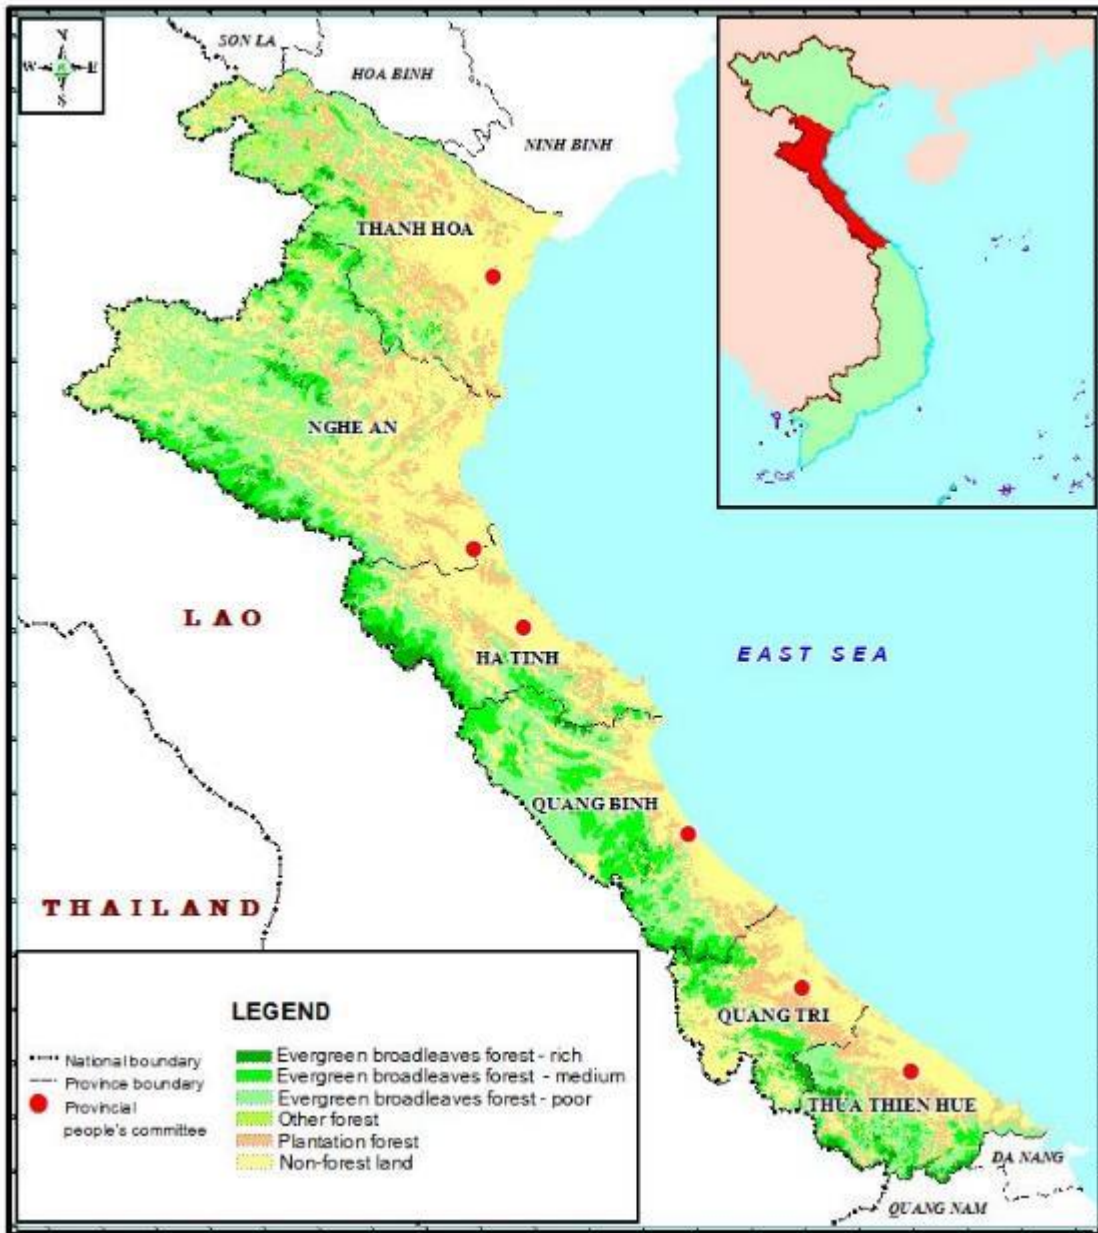 N
W E
S
SON LA
HOA BINH
NINH BINH
THANH HOA
NGHE AN
LAO
HA TINH
EAST SEA
QUANG BINH
THAILAND
QUANG TRI
THUA THIEN HUE
DA NANG
QUANG NAM
LEGEND
National boundary
Province boundary
Provincial
people's committee
Evergreen broadleaves forest - rich
Evergreen broadleaves forest - medium
Evergreen broadleaves forest - poor
Other forest
Plantation forest
Non-forest land